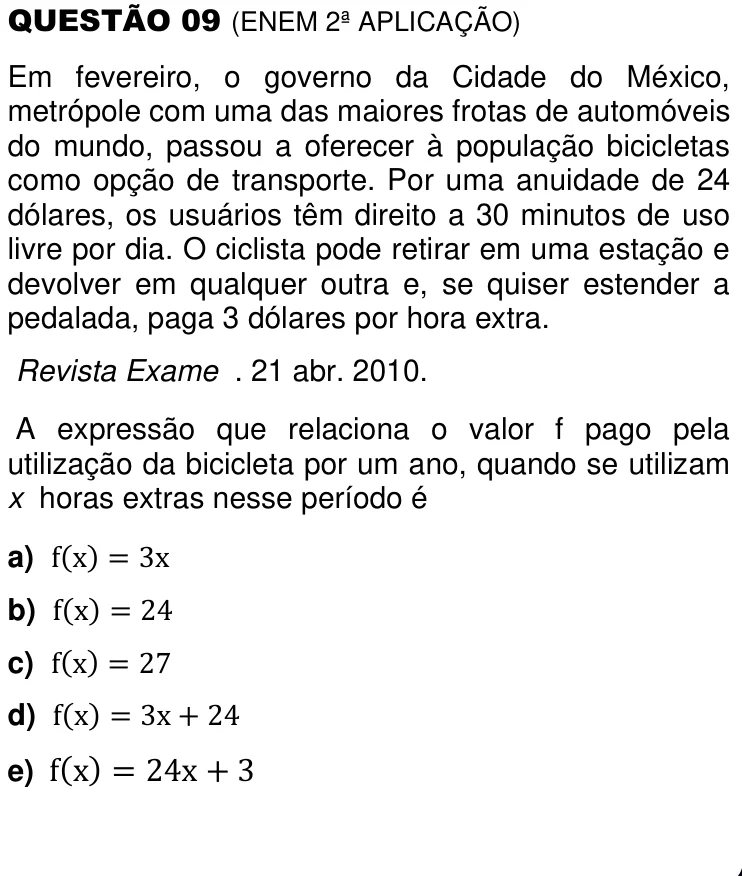 QUESTÃO 09 (ENEM 2ª APLICAÇÃO)
Em fevereiro, o governo da Cidade do México,
metrópole com uma das maiores frotas de automóveis
do mundo, passou a oferecer à população bicicletas
como opção de transporte. Por uma anuidade de 24
dólares, os usuários têm direito a 30 minutos de uso
livre por dia. O ciclista pode retirar em uma estação e
devolver em qualquer outra e, se quiser estender a
pedalada, paga 3 dólares por hora extra.
Revista Exame . 21 abr. 2010.
A expressão que relaciona o valor f pago pela
utilização da bicicleta por um ano, quando se utilizam
x horas extras nesse período é
a) f(x) = 3x
b) f(x) = 24
c) f(x) = 27
d) f(x) = 3x + 24
e) f(x) = 24x + 3